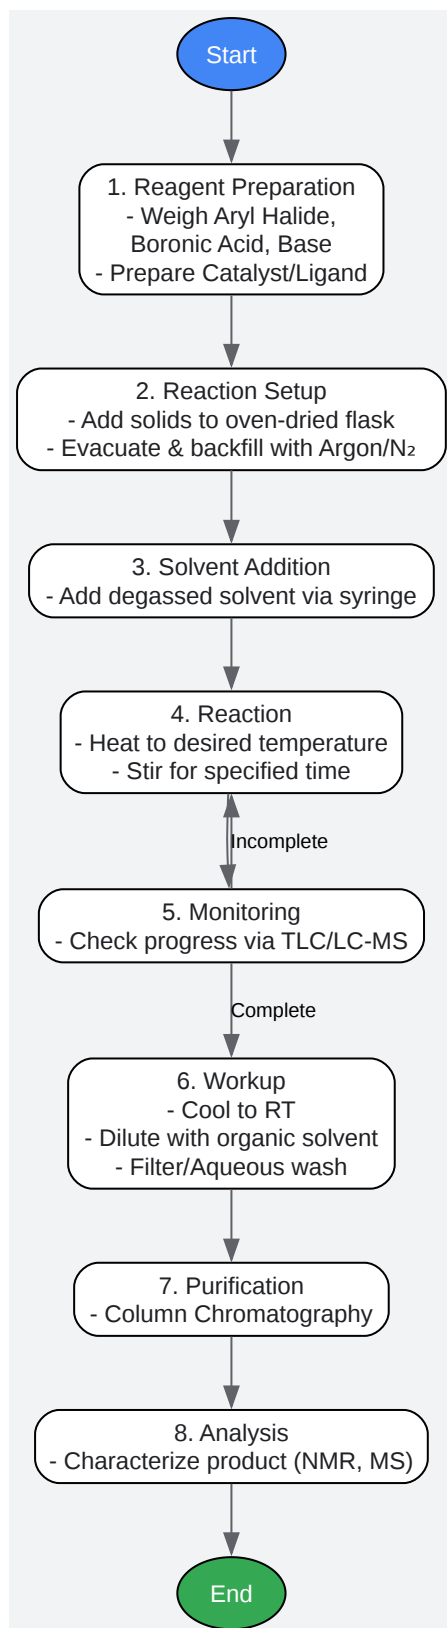 Start
1. Reagent Preparation
- Weigh Aryl Halide,
Boronic Acid, Base
- Prepare Catalyst/Ligand
2. Reaction Setup
- Add solids to oven-dried flask
- Evacuate & backfill with Argon/N₂
3. Solvent Addition
- Add degassed solvent via syringe
4. Reaction
- Heat to desired temperature
- Stir for specified time
Incomplete
5. Monitoring
- Check progress via TLC/LC-MS
Complete
6. Workup
- Cool to RT
- Dilute with organic solvent
- Filter/Aqueous wash
7. Purification
- Column Chromatography
8. Analysis
- Characterize product (NMR, MS)
End